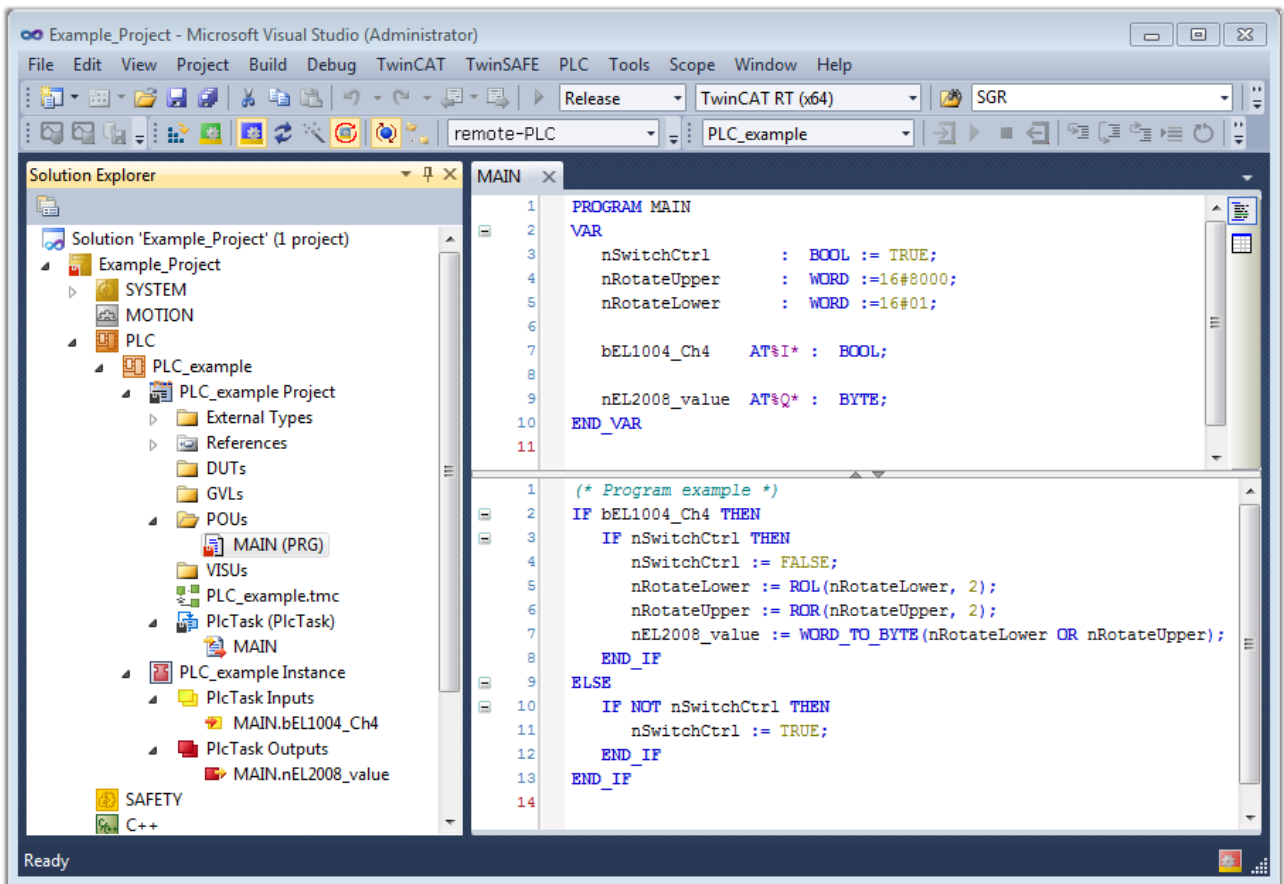 Example_Project - Microsoft Visual Studio (Administrator)
File Edit View Project Build Debug TwinCAT TwinSAFE PLC Tools Scope Window Help
Release TwinCAT RT (x64) SGR
remote-PLC PLC_example
Solution Explorer
Solution 'Example_Project' (1 project)
Example_Project
SYSTEM
MOTION
PLC
PLC_example
PLC_example Project
External Types
References
DUTs
GVLs
POUs
MAIN (PRG)
VISUs
PLC_example.tmc
PlcTask (PlcTask)
MAIN
PLC_example Instance
PlcTask Inputs
MAIN.bEL1004_Ch4
PlcTask Outputs
MAIN.nEL2008_value
SAFETY
C++
MAIN
1 PROGRAM MAIN
2 VAR
3 nSwitchCtrl : BOOL := TRUE;
4 nRotateUpper : WORD :=16#8000;
5 nRotateLower : WORD :=16#01;
6
7 bEL1004_Ch4 AT%I* : BOOL;
8
9 nEL2008_value AT%Q* : BYTE;
10 END_VAR
11
1 (* Program example *)
2 IF bEL1004_Ch4 THEN
3 IF nSwitchCtrl THEN
4 nSwitchCtrl := FALSE;
5 nRotateLower := ROL(nRotateLower, 2);
6 nRotateUpper := ROR(nRotateUpper, 2);
7 nEL2008_value := WORD_TO_BYTE(nRotateLower OR nRotateUpper);
8 END_IF
9 ELSE
10 IF NOT nSwitchCtrl THEN
11 nSwitchCtrl := TRUE;
12 END_IF
13 END_IF
14
Ready